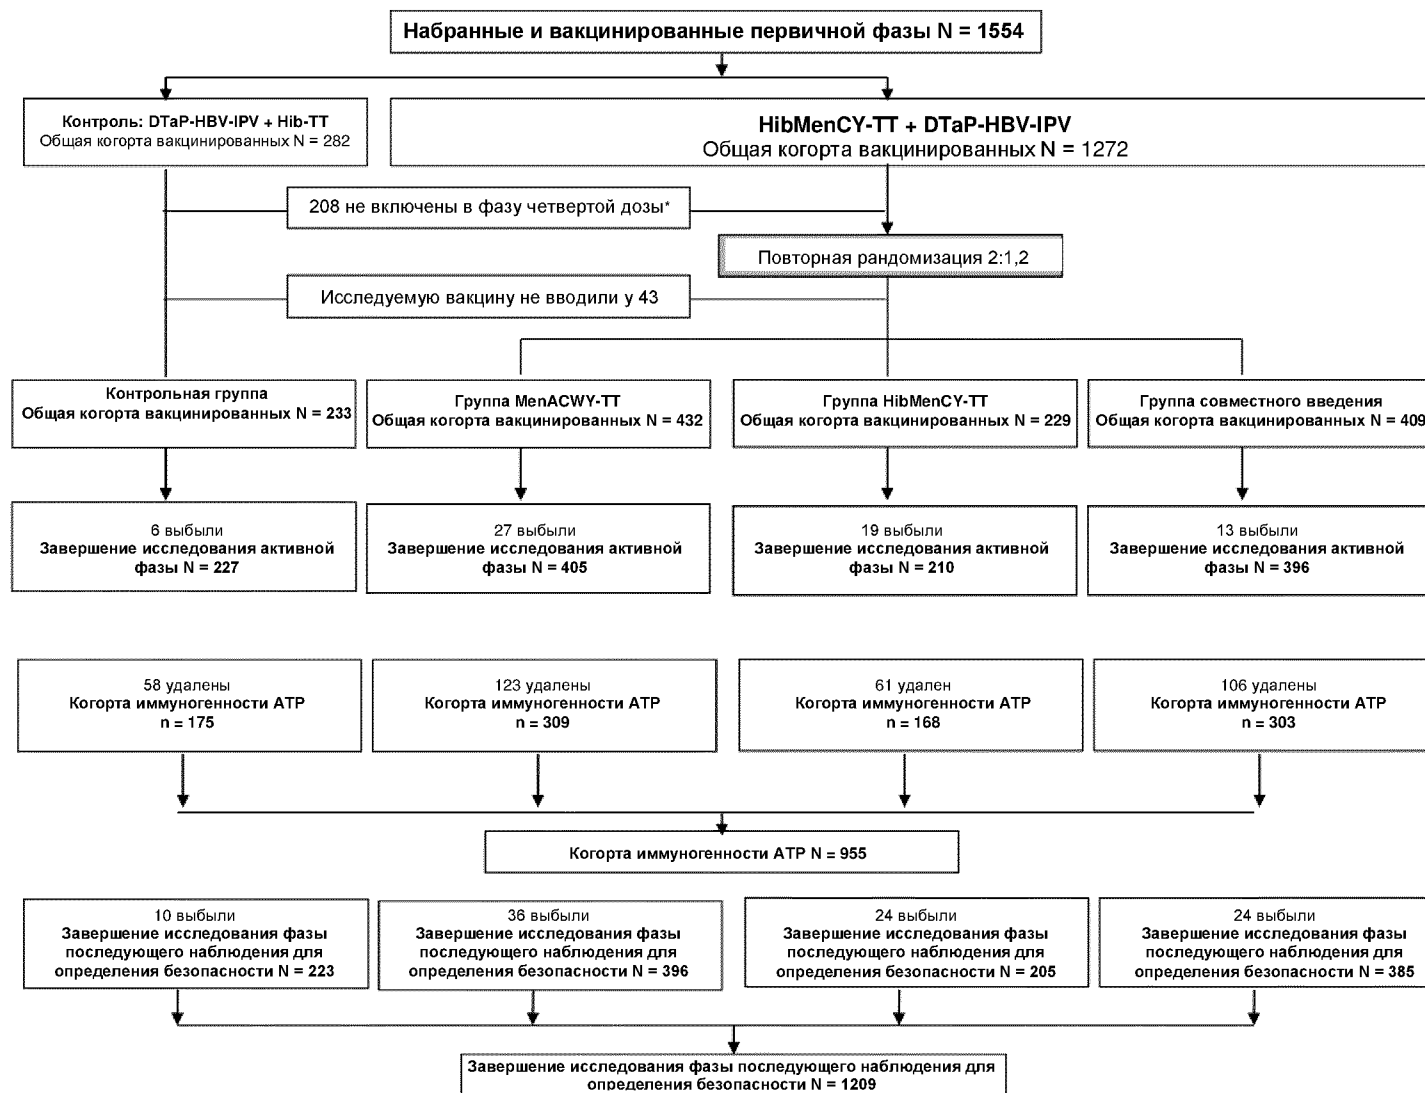 Набранные и вакцинированные первичной фазы N = 1554
Контроль: DTaP-HBV-IPV + Hib-TT
Общая когорта вакцинированных N = 282
HibMenCY-TT + DTaP-HBV-IPV
Общая когорта вакцинированных N = 1272
208 не включены в фазу четвертой дозы*
Повторная рандомизация 2:1,2
Исследуемую вакцину не вводили у 43
Контрольная группа
Общая когорта вакцинированных N = 233
Группа MenACWY-TT
Общая когорта вакцинированных N = 432
Группа HibMenCY-TT
Общая когорта вакцинированных N = 229
Группа совместного введения
Общая когорта вакцинированных N = 409
6 выбыли
Завершение исследования активной
фазы N = 227
27 выбыли
Завершение исследования активной
фазы N = 405
19 выбыли
Завершение исследования активной
фазы N = 210
13 выбыли
Завершение исследования активной
фазы N = 396
58 удалены
Когорта иммуногенности ATP
n = 175
123 удалены
Когорта иммуногенности ATP
n = 309
61 удален
Когорта иммуногенности ATP
n = 168
106 удалены
Когорта иммуногенности ATP
n = 303
Когорта иммуногенности ATP N = 955
10 выбыли
Завершение исследования фазы
последующего наблюдения для
определения безопасности N = 223
36 выбыли
Завершение исследования фазы
последующего наблюдения для
определения безопасности N = 396
24 выбыли
Завершение исследования фазы
последующего наблюдения для
определения безопасности N = 205
24 выбыли
Завершение исследования фазы
последующего наблюдения для
определения безопасности N = 385
Завершение исследования фазы последующего наблюдения для
определения безопасности N = 1209